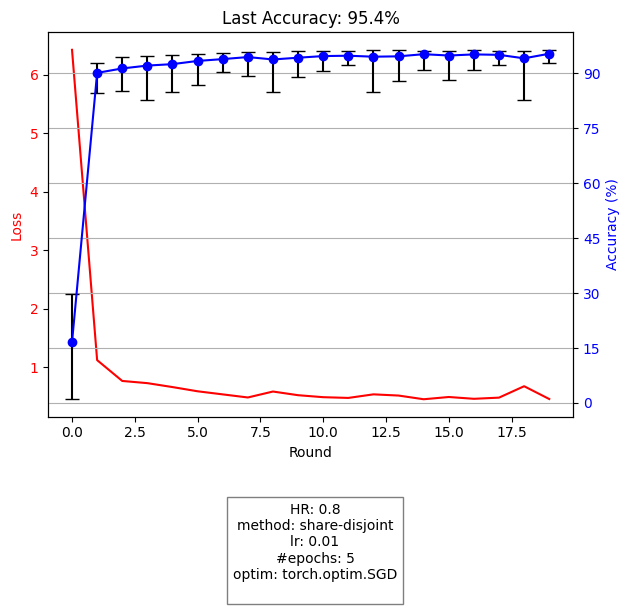 Last Accuracy: 95.4%
6
5
4
3
2
1
Loss
90
75
60
45
30
15
0
Accuracy (%)
0.0 2.5 5.0 7.5 10.0 12.5 15.0 17.5
Round
HR: 0.8
method: share-disjoint
lr: 0.01
#epochs: 5
optim: torch.optim.SGD